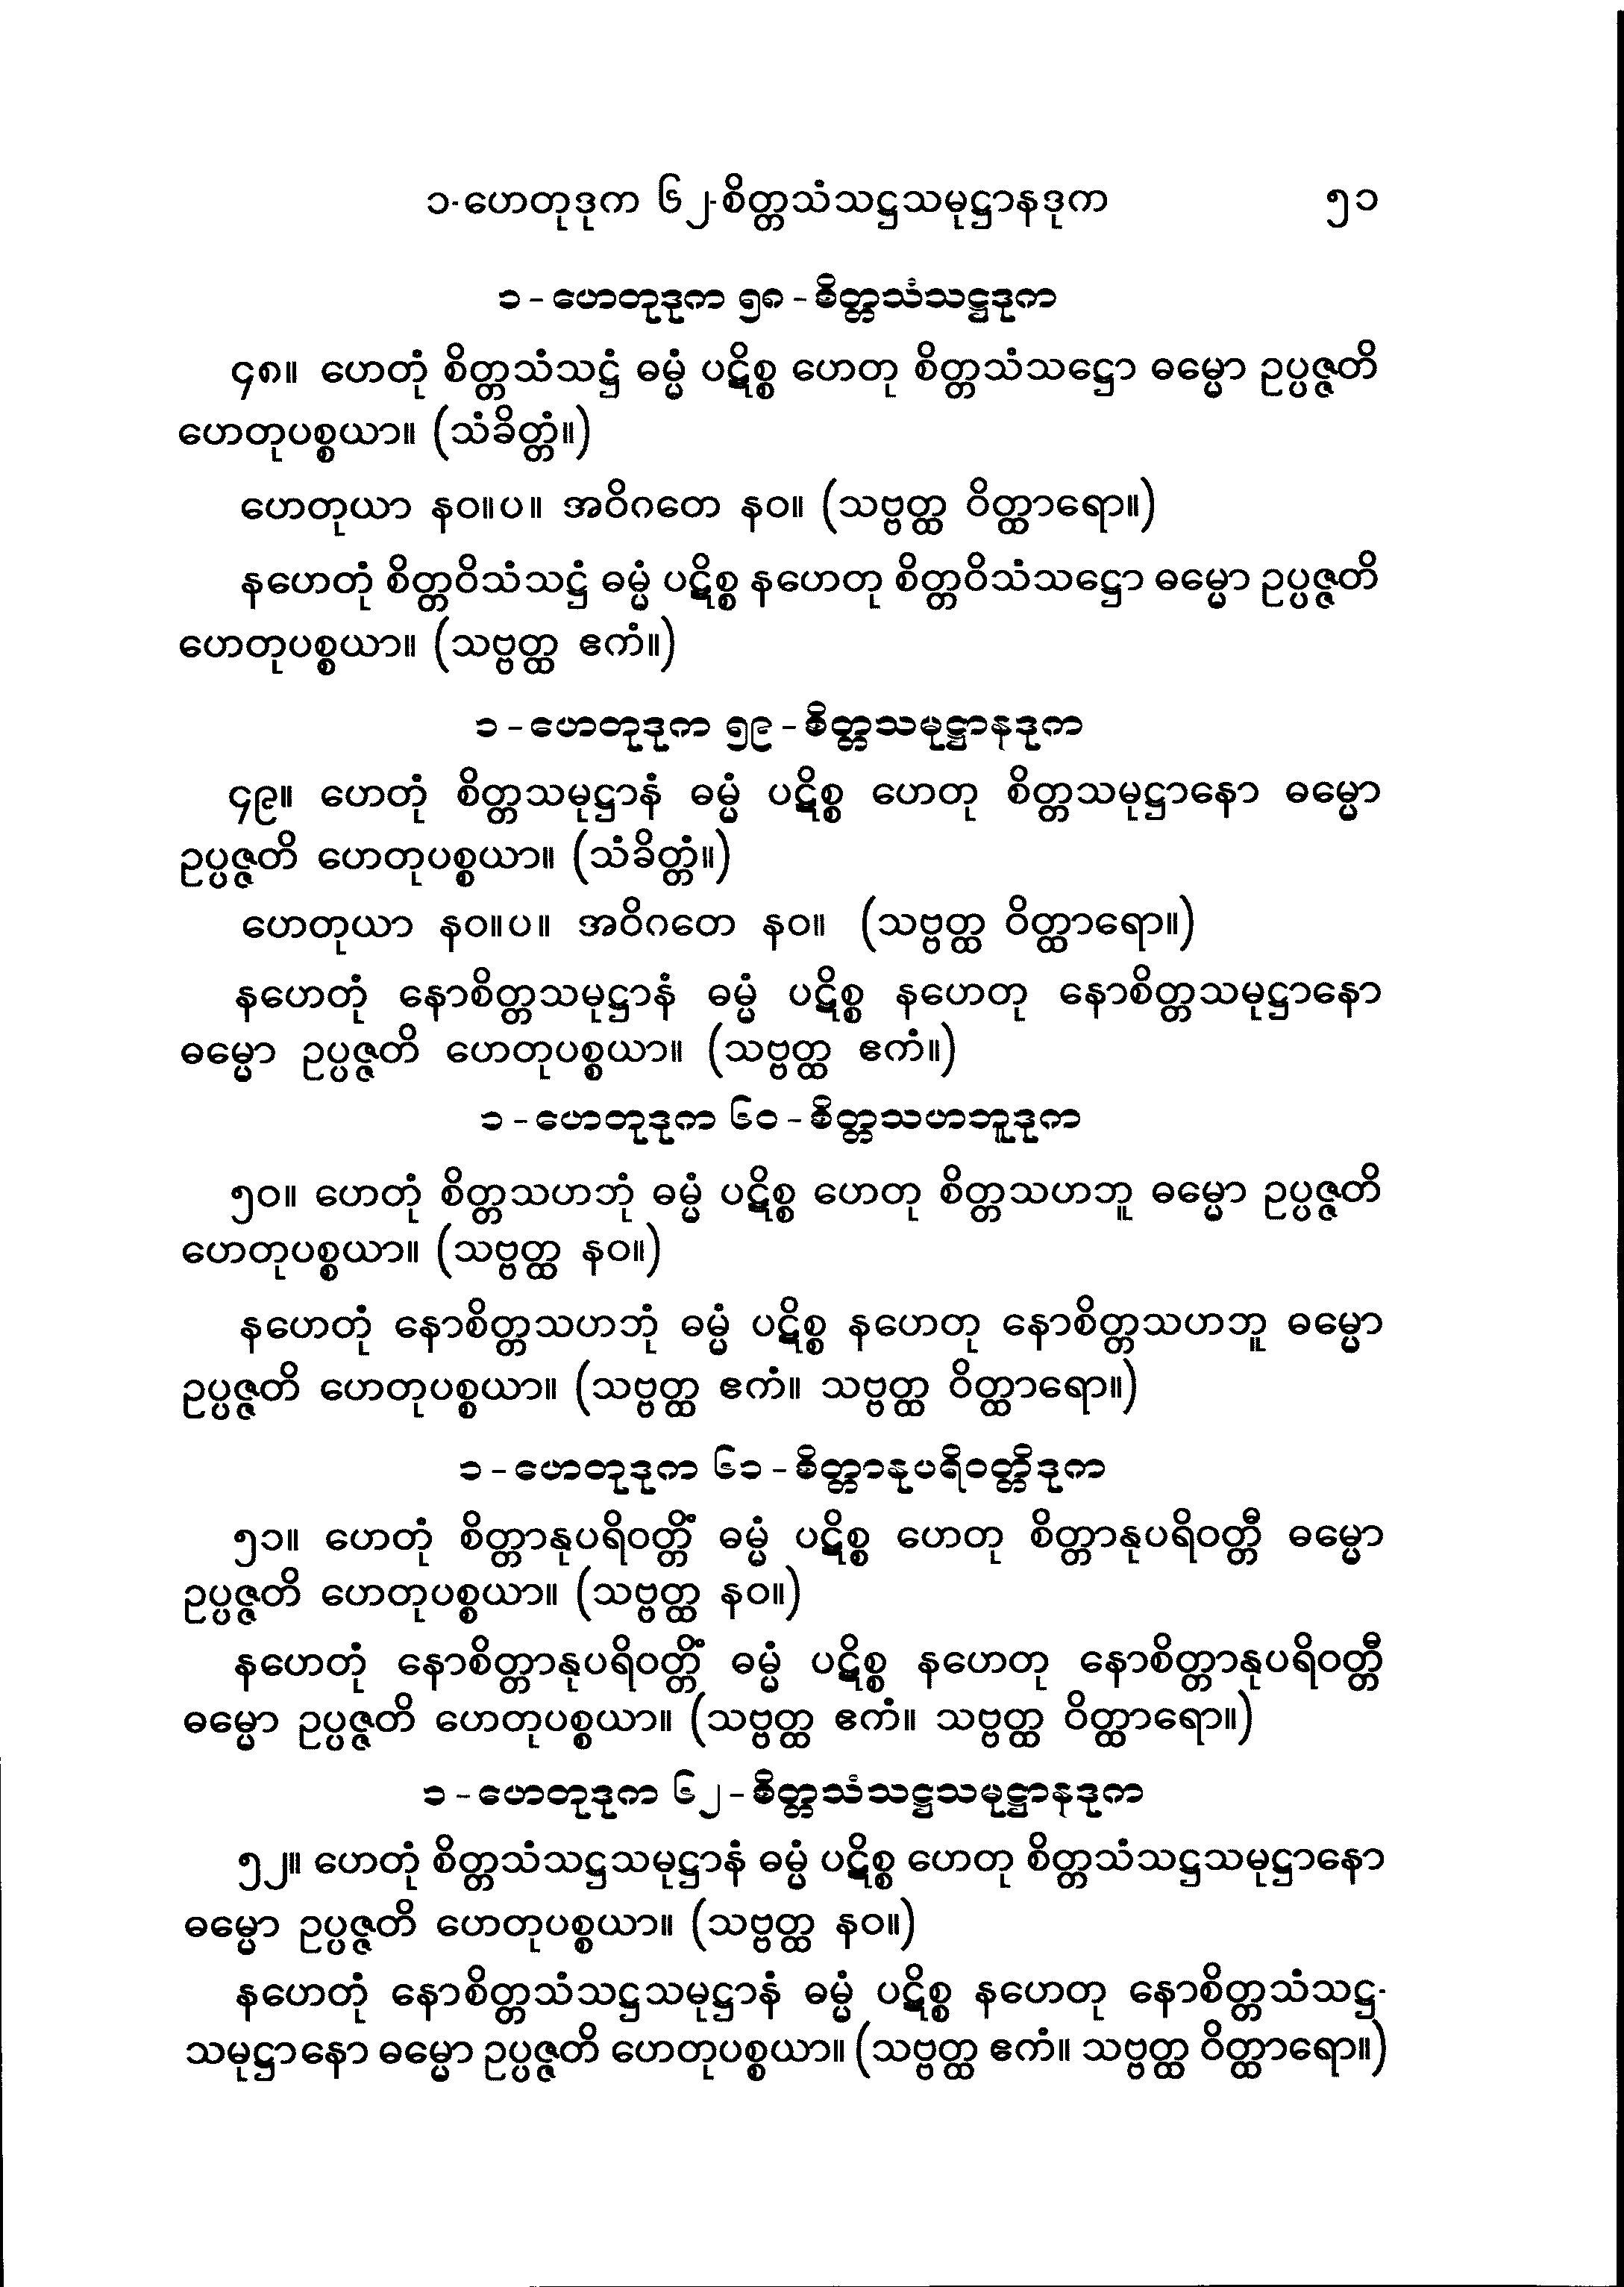 ၁-ဟေတုဒုက ၆၂-စိတ္တသံသဋ္ဌသမုဋ္ဌာနဒုက ၅၁
၁ - ဟေတုဒုက ၅၈ - စိတ္တသံသဋ္ဌဒုက
၄၈။ ဟေတုံ စိတ္တသံသဋ္ဌံ ဓမ္မံ ပဋိစ္စ ဟေတု စိတ္တသံသဋ္ဌော ဓမ္မော ဥပ္ပဇ္ဇတိ
ဟေတုပစ္စယာ။ (သံခိတ္တံ။)
ဟေတုယာ နဝ။ပ။ အဝိဂတေ နဝ။ (သဗ္ဗတ္ထ ဝိတ္ထာရော။)
နဟေတုံ စိတ္တဝိသံသဋ္ဌံ ဓမ္မံ ပဋိစ္စ နဟေတု စိတ္တဝိသံသဋ္ဌော ဓမ္မော ဥပ္ပဇ္ဇတိ
ဟေတုပစ္စယာ။ (သဗ္ဗတ္ထ ဧကံ။)
၁ - ဟေတုဒုက ၅၉ - စိတ္တသမုဋ္ဌာနဒုက
၄၉။ ဟေတုံ စိတ္တသမုဋ္ဌာနံ ဓမ္မံ ပဋိစ္စ ဟေတု စိတ္တသမုဋ္ဌာနော ဓမ္မော
ဥပ္ပဇ္ဇတိ ဟေတုပစ္စယာ။ (သံခိတ္တံ။)
ဟေတုယာ နဝ။ပ။ အဝိဂတေ နဝ။ (သဗ္ဗတ္ထ ဝိတ္ထာရော။)
နဟေတုံ နောစိတ္တသမုဋ္ဌာနံ ဓမ္မံ ပဋိစ္စ နဟေတု နောစိတ္တသမုဋ္ဌာနော
ဓမ္မော ဥပ္ပဇ္ဇတိ ဟေတုပစ္စယာ။ (သဗ္ဗတ္ထ ဧကံ။)
၁ - ဟေတုဒုက ၆၀ - စိတ္တသဟဘူဒုက
၅၀။ ဟေတုံ စိတ္တသဟဘုံ ဓမ္မံ ပဋိစ္စ ဟေတု စိတ္တသဟဘူ ဓမ္မော ဥပ္ပဇ္ဇတိ
ဟေတုပစ္စယာ။ (သဗ္ဗတ္ထ နဝ။)
နဟေတုံ နောစိတ္တသဟဘုံ ဓမ္မံ ပဋိစ္စ နဟေတု နောစိတ္တသဟဘူ ဓမ္မော
ဥပ္ပဇ္ဇတိ ဟေတုပစ္စယာ။ (သဗ္ဗတ္ထ ဧကံ။ သဗ္ဗတ္ထ ဝိတ္ထာရော။)
၁ - ဟေတုဒုက ၆၁ - စိတ္တာနုပရိဝတ္တိဒုက
၅၁။ ဟေတုံ စိတ္တာနုပရိဝတ္တိံ ဓမ္မံ ပဋိစ္စ ဟေတု စိတ္တာနုပရိဝတ္တီ ဓမ္မော
ဥပ္ပဇ္ဇတိ ဟေတုပစ္စယာ။ (သဗ္ဗတ္ထ နဝ။)
နဟေတုံ နောစိတ္တာနုပရိဝတ္တိံ ဓမ္မံ ပဋိစ္စ နဟေတု နောစိတ္တာနုပရိဝတ္တီ
ဓမ္မော ဥပ္ပဇ္ဇတိ ဟေတုပစ္စယာ။ (သဗ္ဗတ္ထ ဧကံ။ သဗ္ဗတ္ထ ဝိတ္ထာရော။)
၁ - ဟေတုဒုက ၆၂ - စိတ္တသံသဋ္ဌသမုဋ္ဌာနဒုက
၅၂။ ဟေတုံ စိတ္တသံသဋ္ဌသမုဋ္ဌာနံ ဓမ္မံ ပဋိစ္စ ဟေတု စိတ္တသံသဋ္ဌသမုဋ္ဌာနော
ဓမ္မော ဥပ္ပဇ္ဇတိ ဟေတုပစ္စယာ။ (သဗ္ဗတ္ထ နဝ။)
နဟေတုံ နောစိတ္တသံသဋ္ဌသမုဋ္ဌာနံ ဓမ္မံ ပဋိစ္စ နဟေတု နောစိတ္တသံသဋ္ဌ-
သမုဋ္ဌာနော ဓမ္မော ဥပ္ပဇ္ဇတိ ဟေတုပစ္စယာ။ (သဗ္ဗတ္ထ ဧကံ။ သဗ္ဗတ္ထ ဝိတ္ထာရော။)